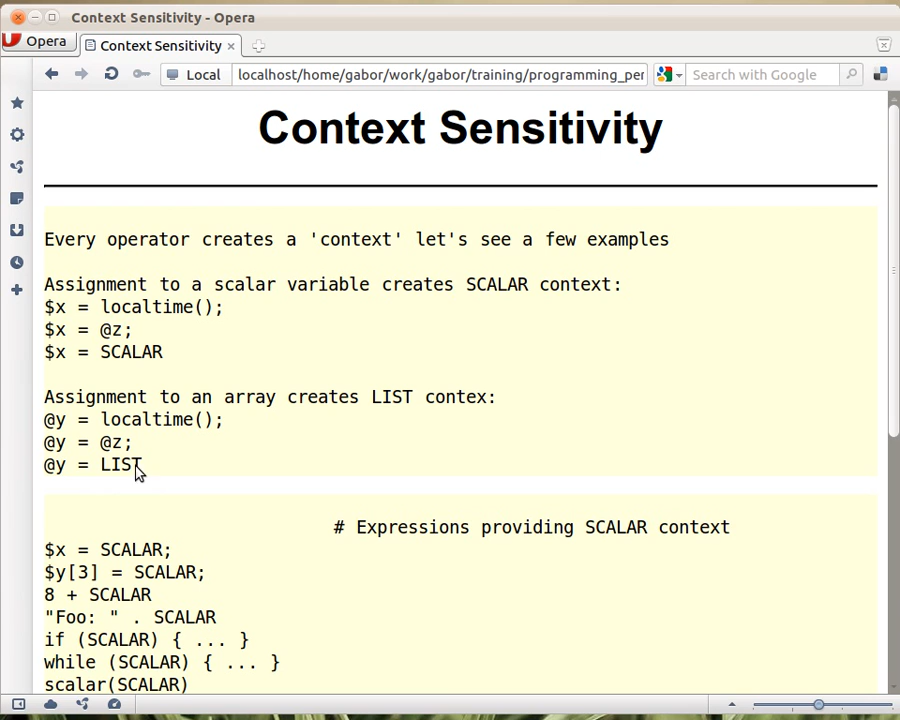 Context Sensitivity - Opera
Opera
Context Sensitivity
Local
localhost/home/gabor/work/gabor/training/programming_per
Search with Google
Context Sensitivity
Every operator creates a 'context' let's see a few examples
Assignment to a scalar variable creates SCALAR context:
$x = localtime();
$x = @z;
$x = SCALAR
Assignment to an array creates LIST contex:
@y = localtime();
@y = @z;
@y = LIST
# Expressions providing SCALAR context
$x = SCALAR;
$y[3] = SCALAR;
8 + SCALAR
"Foo: " . SCALAR
if (SCALAR) { ... }
while (SCALAR) { ... }
scalar(SCALAR)